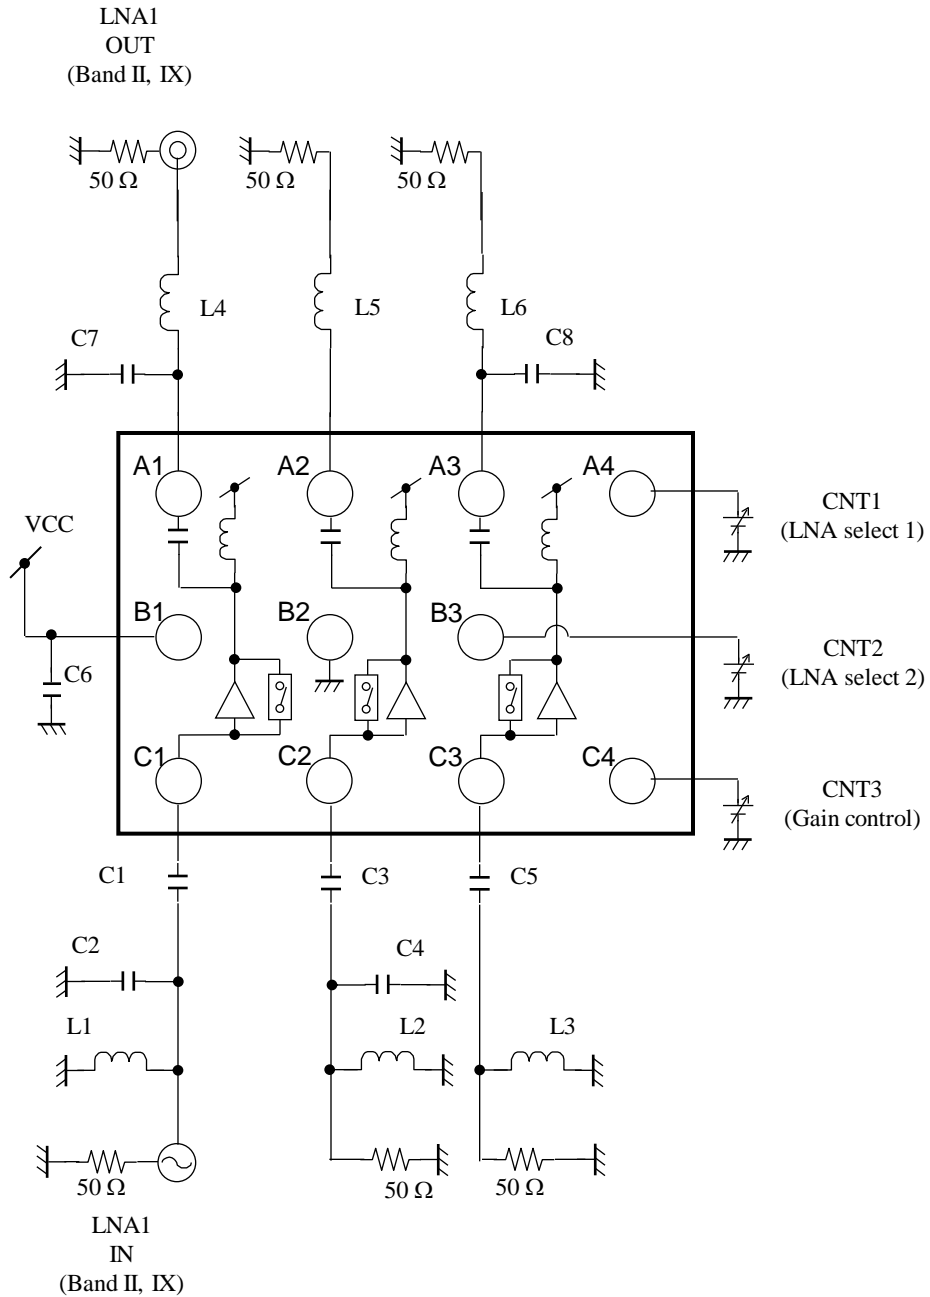 LNA1
OUT
(Band II, IX)
50 Ω
50 Ω
50 Ω
L4
L5
L6
C7
C8
A1
A2
A3
A4
CNT1
(LNA select 1)
VCC
B1
B2
B3
CNT2
(LNA select 2)
C6
C1
C2
C3
C4
CNT3
(Gain control)
C1
C3
C5
C2
C4
L1
L2
L3
50 Ω
50 Ω
50 Ω
LNA1
IN
(Band II, IX)